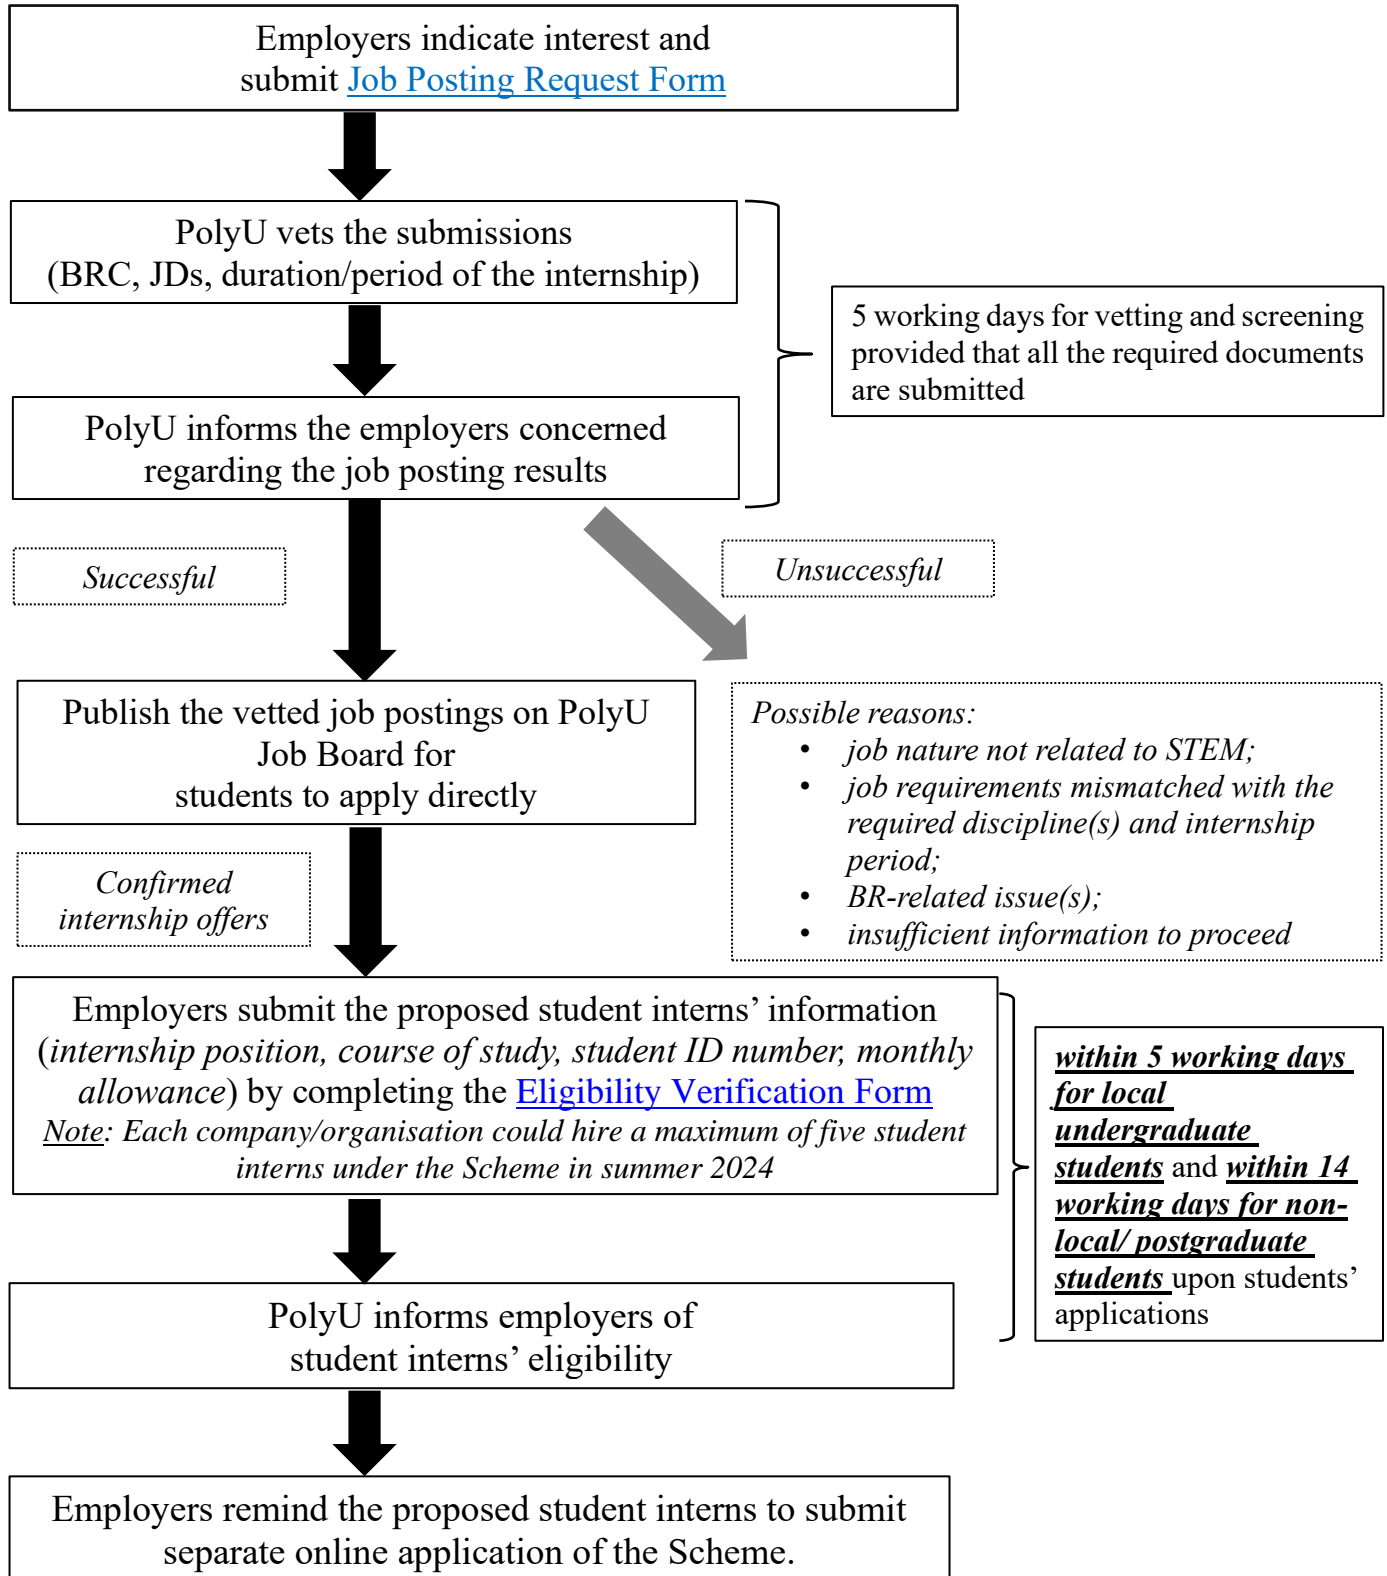 Employers indicate interest and
submit Job Posting Request Form
PolyU vets the submissions
(BRC, JDs, duration/period of the internship)
5 working days for vetting and screening
provided that all the required documents
are submitted
PolyU informs the employers concerned
regarding the job posting results
Successful
Unsuccessful
Publish the vetted job postings on PolyU
Job Board for
students to apply directly
Possible reasons:
• job nature not related to STEM;
• job requirements mismatched with the
required discipline(s) and internship
period;
• BR-related issue(s);
• insufficient information to proceed
Confirmed
internship offers
Employers submit the proposed student interns’ information
(internship position, course of study, student ID number, monthly
allowance) by completing the Eligibility Verification Form
Note: Each company/organisation could hire a maximum of five student
interns under the Scheme in summer 2024
within 5 working days
for local
undergraduate
students and within 14
working days for non-
local/ postgraduate
students upon students’
applications
PolyU informs employers of
student interns’ eligibility
Employers remind the proposed student interns to submit
separate online application of the Scheme.